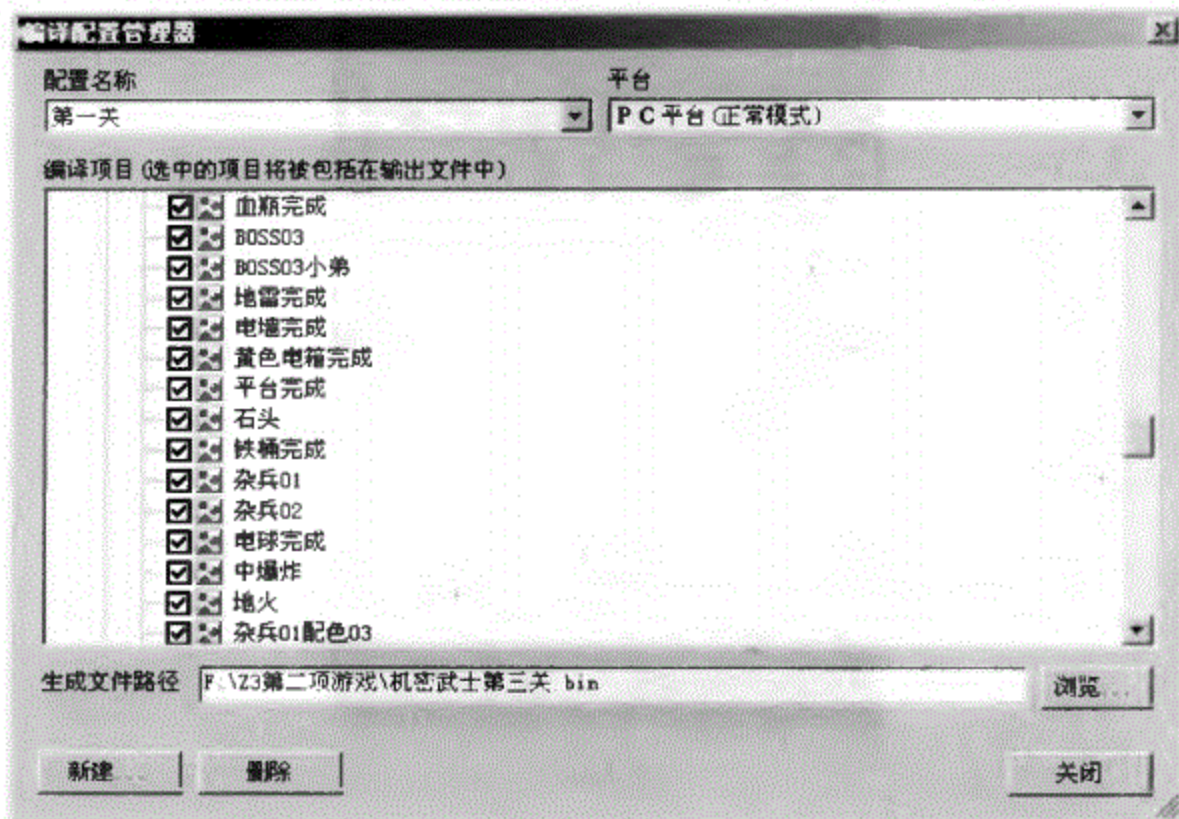 编译配置管理器
配置名称
平台
第一关
PC平台(正常模式)
编译项目(选中的项目将被包括在输出文件中)
血瓶完成
BOSS03
BOSS03小弟
地雷完成
电墙完成
黄色电箱完成
平台完成
石头
铁桶完成
杂兵01
杂兵02
电球完成
中爆炸
地火
杂兵01配色03
生成文件路径
F:\Z3第二项游戏\机密武士第三关.bin
浏览...
新建...
删除
关闭